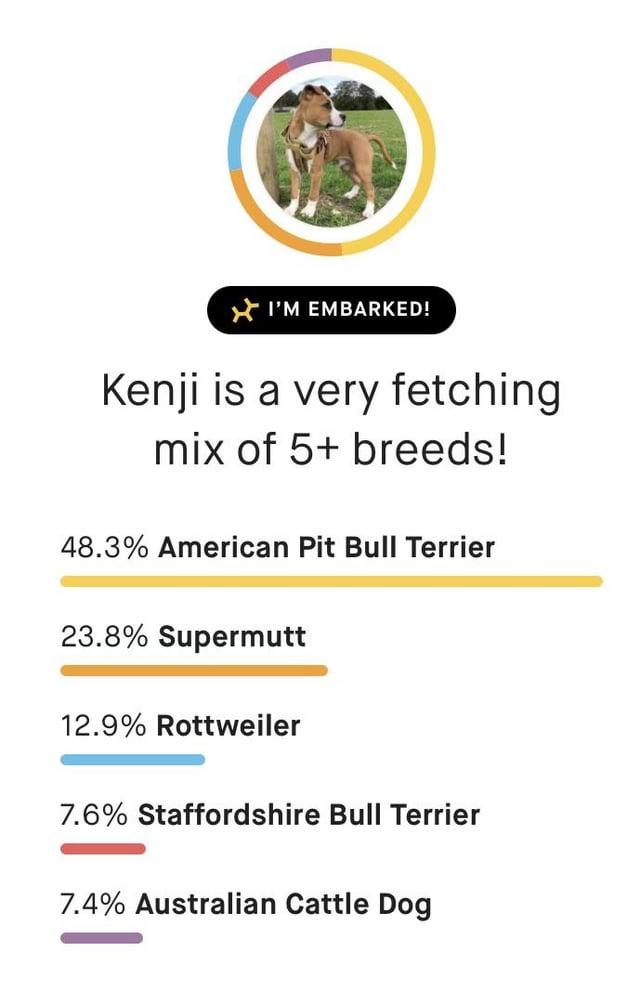 I'M EMBARKED!
Kenji is a very fetching
mix of 5+ breeds!
48.3% American Pit Bull Terrier
23.8% Supermutt
12.9% Rottweiler
7.6% Staffordshire Bull Terrier
7.4% Australian Cattle Dog